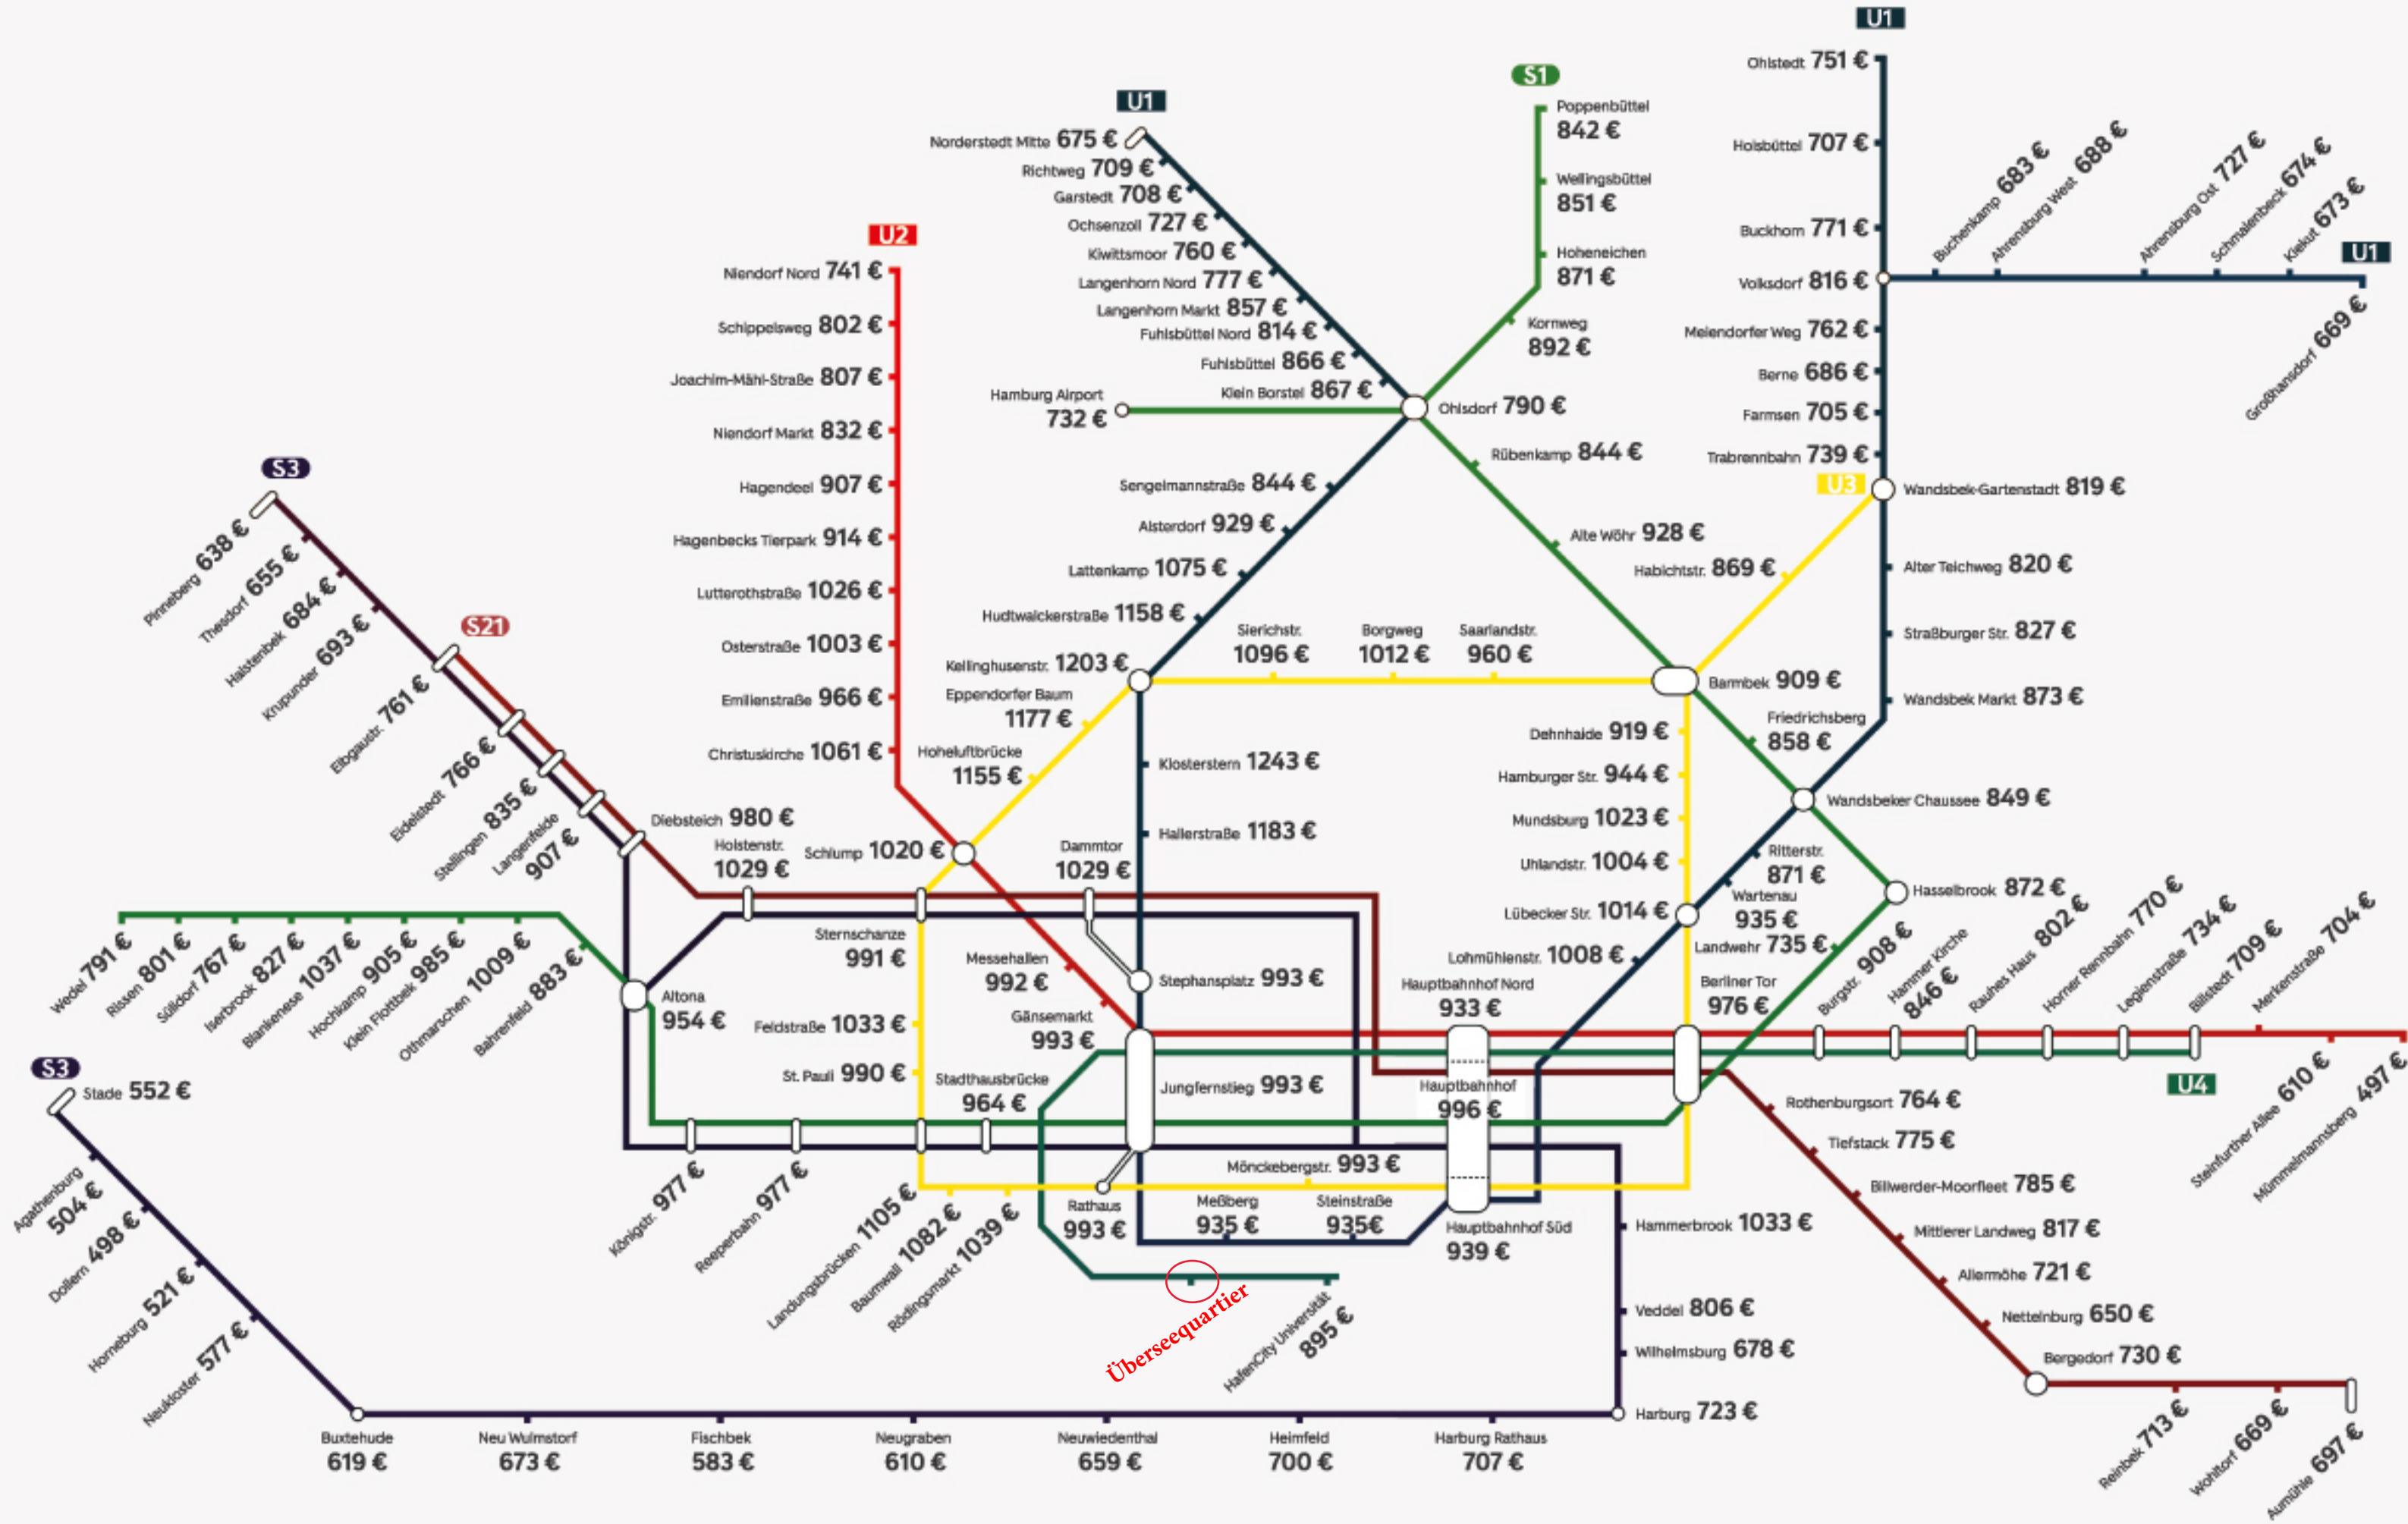 U1
Ohlstedt 751 €
Hoisbüttel 707 €
Buckhorn 771 €
Volksdorf 816 €
Meiendorfer Weg 762 €
Berne 686 €
Farmsen 705 €
Trabrennbahn 739 €
U3
Wandsbek-Gartenstadt 819 €
Alter Teichweg 820 €
Straßburger Str. 827 €
Wandsbek Markt 873 €
Buchenkamp 683 €
Ahrensburg West 688 €
Ahrensburg Ost 727 €
Schmalenbeck 674 €
Kiekut 673 €
U1
Großhansdorf 669 €
S1
Poppenbüttel
842 €
Wellingsbüttel
851 €
Hoheneichen
871 €
Kornweg
892 €
Ohlsdorf 790 €
Rübenkamp 844 €
Alte Wöhr 928 €
Habichtstr. 869 €
Barmbek 909 €
Friedrichsberg
858 €
Wandsbeker Chaussee 849 €
Hasselbrook 872 €
Landwehr 735 €
U1
Norderstedt Mitte 675 €
Richtweg 709 €
Garstedt 708 €
Ochsenzoll 727 €
Kiwittsmoor 760 €
Langenhorn Nord 777 €
Langenhorn Markt 857 €
Fuhlsbüttel Nord 814 €
Fuhlsbüttel 866 €
Klein Borstel 867 €
Hamburg Airport
732 €
Sengelmannstraße 844 €
Alsterdorf 929 €
Lattenkamp 1075 €
Hudtwalckerstraße 1158 €
Kellinghusenstr. 1203 €
Sierichstr.
1096 €
Borgweg
1012 €
Saarlandstr.
960 €
Eppendorfer Baum
1177 €
Hoheluftbrücke
1155 €
Klosterstern 1243 €
Hallerstraße 1183 €
U2
Niendorf Nord 741 €
Schippelsweg 802 €
Joachim-Mähl-Straße 807 €
Niendorf Markt 832 €
Hagendeel 907 €
Hagenbecks Tierpark 914 €
Lutterothstraße 1026 €
Osterstraße 1003 €
Emilienstraße 966 €
Christuskirche 1061 €
Schlump 1020 €
S3
Pinneberg 638 €
Thesdorf 655 €
Halstenbek 684 €
Krupunder 693 €
S21
Elbgaustr. 761 €
Eidelstedt 766 €
Stellingen 835 €
Langenfelde
907 €
Diebsteich 980 €
Holstenstr.
1029 €
Dammtor
1029 €
Sternschanze
991 €
Messehallen
992 €
Gänsemarkt
993 €
Stephansplatz 993 €
Feldstraße 1033 €
St. Pauli 990 €
Dehnhaide 919 €
Hamburger Str. 944 €
Mundsburg 1023 €
Uhlandstr. 1004 €
Lübecker Str. 1014 €
Ritterstr.
871 €
Wartenau
935 €
Lohmühlenstr. 1008 €
Hauptbahnhof Nord
933 €
Berliner Tor
976 €
Burgstr. 908 €
Hammer Kirche
846 €
Rauhes Haus 802 €
Horner Rennbahn 770 €
Legienstraße 734 €
Billstedt 709 €
Merkenstraße 704 €
Steinfurther Allee 610 €
Mümmelmannsberg 497 €
U4
Wedel 791 €
Rissen 801 €
Sülldorf 767 €
Iserbrook 827 €
Blankenese 1037 €
Hochkamp 905 €
Klein Flottbek 985 €
Othmarschen 1009 €
Bahrenfeld 883 €
Altona
954 €
Stadthausbrücke
964 €
Jungfernstieg 993 €
Hauptbahnhof
996 €
Königstr. 977 €
Reeperbahn 977 €
Landungsbrücken 1105 €
Baumwall 1082 €
Rödingsmarkt 1039 €
Rathaus
993 €
Mönckebergstr. 993 €
Meßberg
935 €
Steinstraße
935€
Hauptbahnhof Süd
939 €
Überseequartier
HafenCity Universität
895 €
Rothenburgsort 764 €
Tiefstack 775 €
Billwerder-Moorfleet 785 €
Mittlerer Landweg 817 €
Allermöhe 721 €
Nettelnburg 650 €
Bergedorf 730 €
Reinbek 713 €
Wohltorf 669 €
Aumühle 697 €
Hammerbrook 1033 €
Veddel 806 €
Wilhelmsburg 678 €
Harburg 723 €
S3
Stade 552 €
Agathenburg
504 €
Dollern 498 €
Horneburg 521 €
Neukloster 577 €
Buxtehude
619 €
Neu Wulmstorf
673 €
Fischbek
583 €
Neugraben
610 €
Neuwiedenthal
659 €
Heimfeld
700 €
Harburg Rathaus
707 €